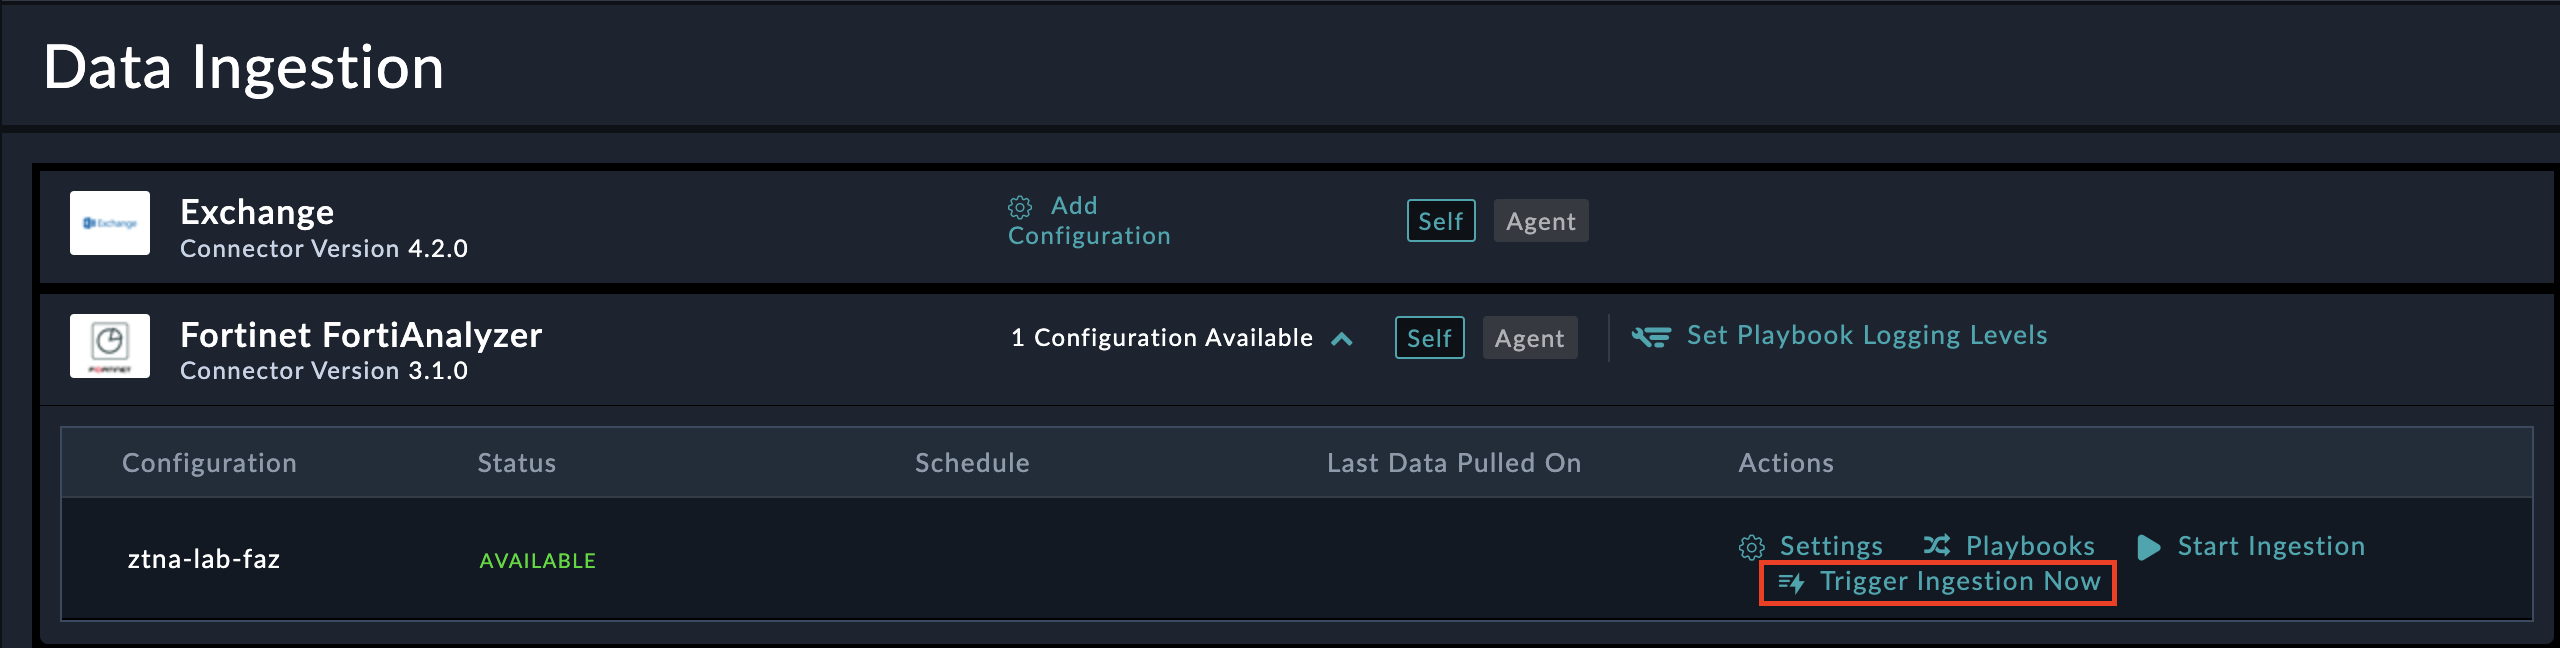 Data Ingestion
Exchange
Exchange
Connector Version 4.2.0
Add
Configuration
Self
Agent
FORTINET
Fortinet FortiAnalyzer
Connector Version 3.1.0
1 Configuration Available
Self
Agent
Set Playbook Logging Levels
Configuration
Status
Schedule
Last Data Pulled On
Actions
ztna-lab-faz
AVAILABLE
Settings
Playbooks
Start Ingestion
Trigger Ingestion Now